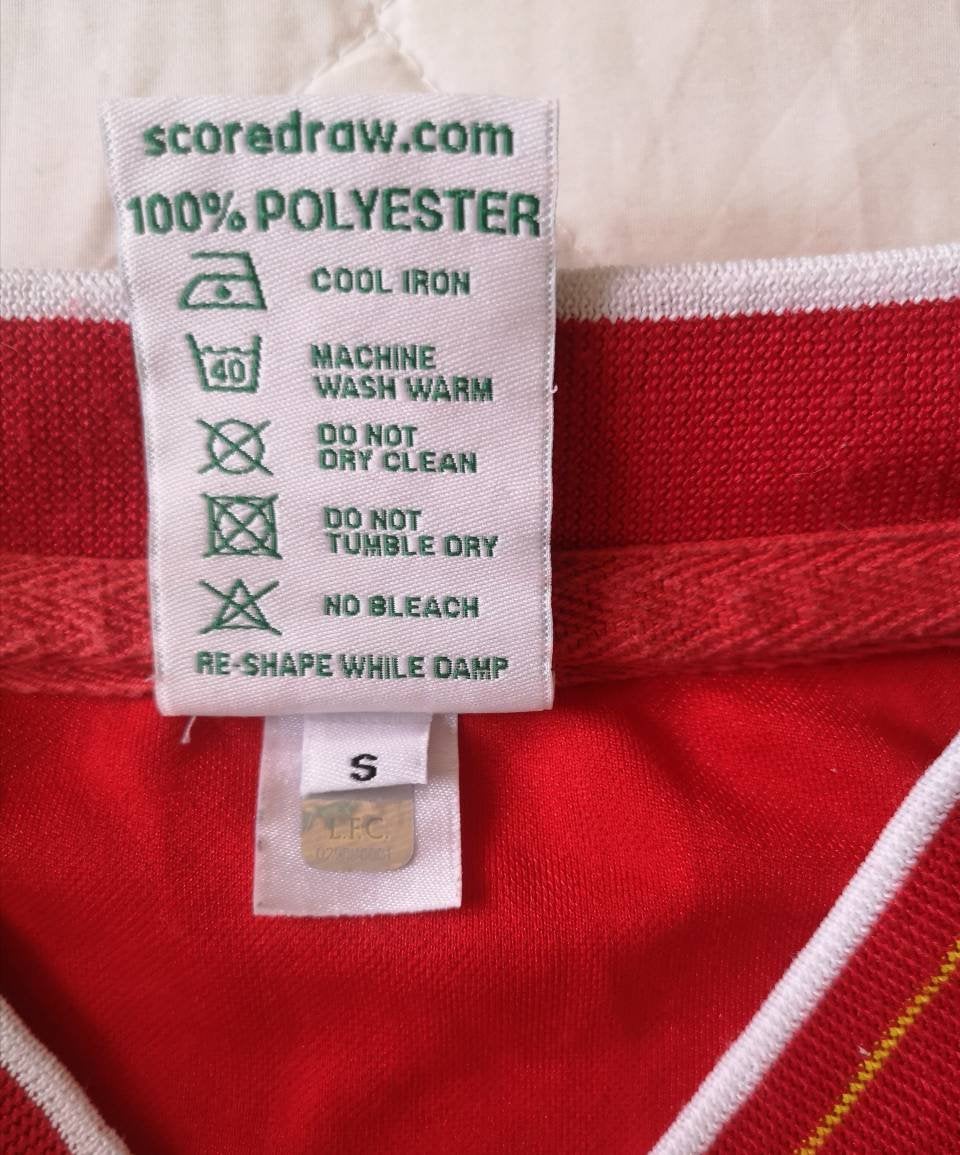 scoredraw.com
100% POLYESTER
COOL IRON
40
MACHINE
WASH WARM
DO NOT
DRY CLEAN
DO NOT
TUMBLE DRY
NO BLEACH
RE-SHAPE WHILE DAMP
S
L.F.C.